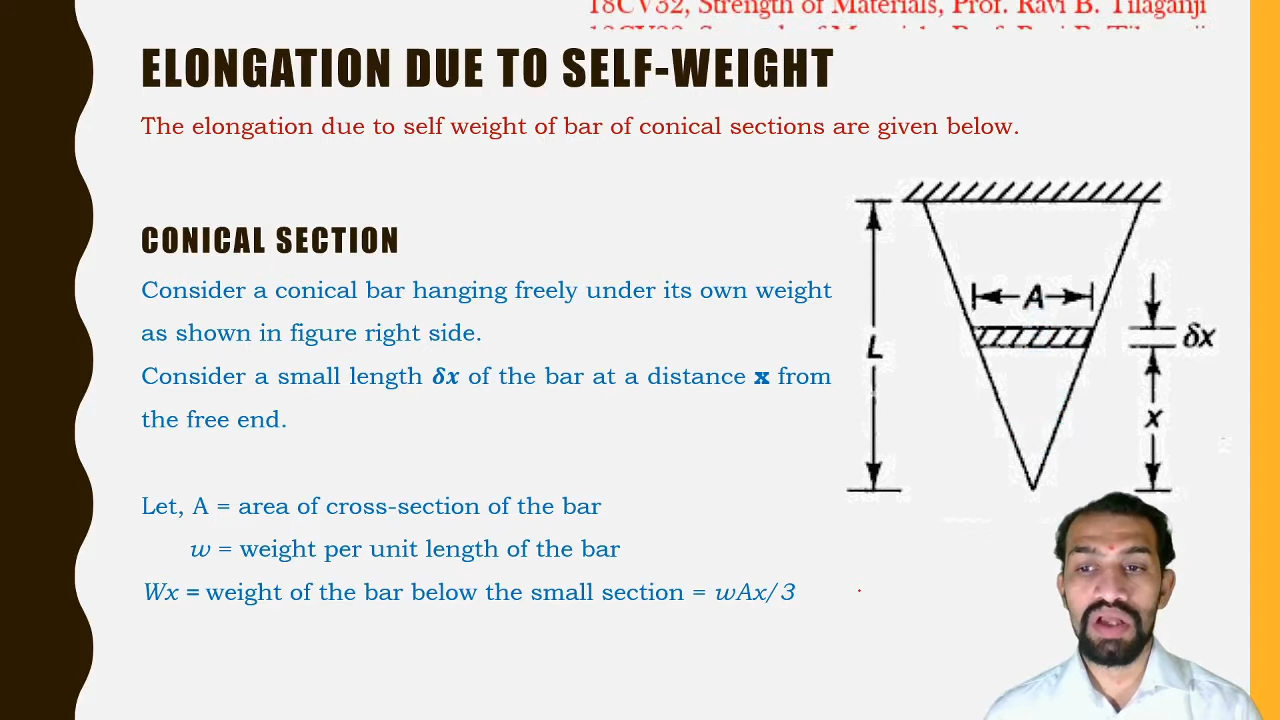 18CV32, Strength of Materials, Prof. Ravi B. Tilaganji
ELONGATION DUE TO SELF-WEIGHT
The elongation due to self weight of bar of conical sections are given below.
CONICAL SECTION
Consider a conical bar hanging freely under its own weight
as shown in figure right side.
Consider a small length δx of the bar at a distance x from
the free end.
Let, A = area of cross-section of the bar
w = weight per unit length of the bar
Wx = weight of the bar below the small section = wAx/3
A
δx
L
x